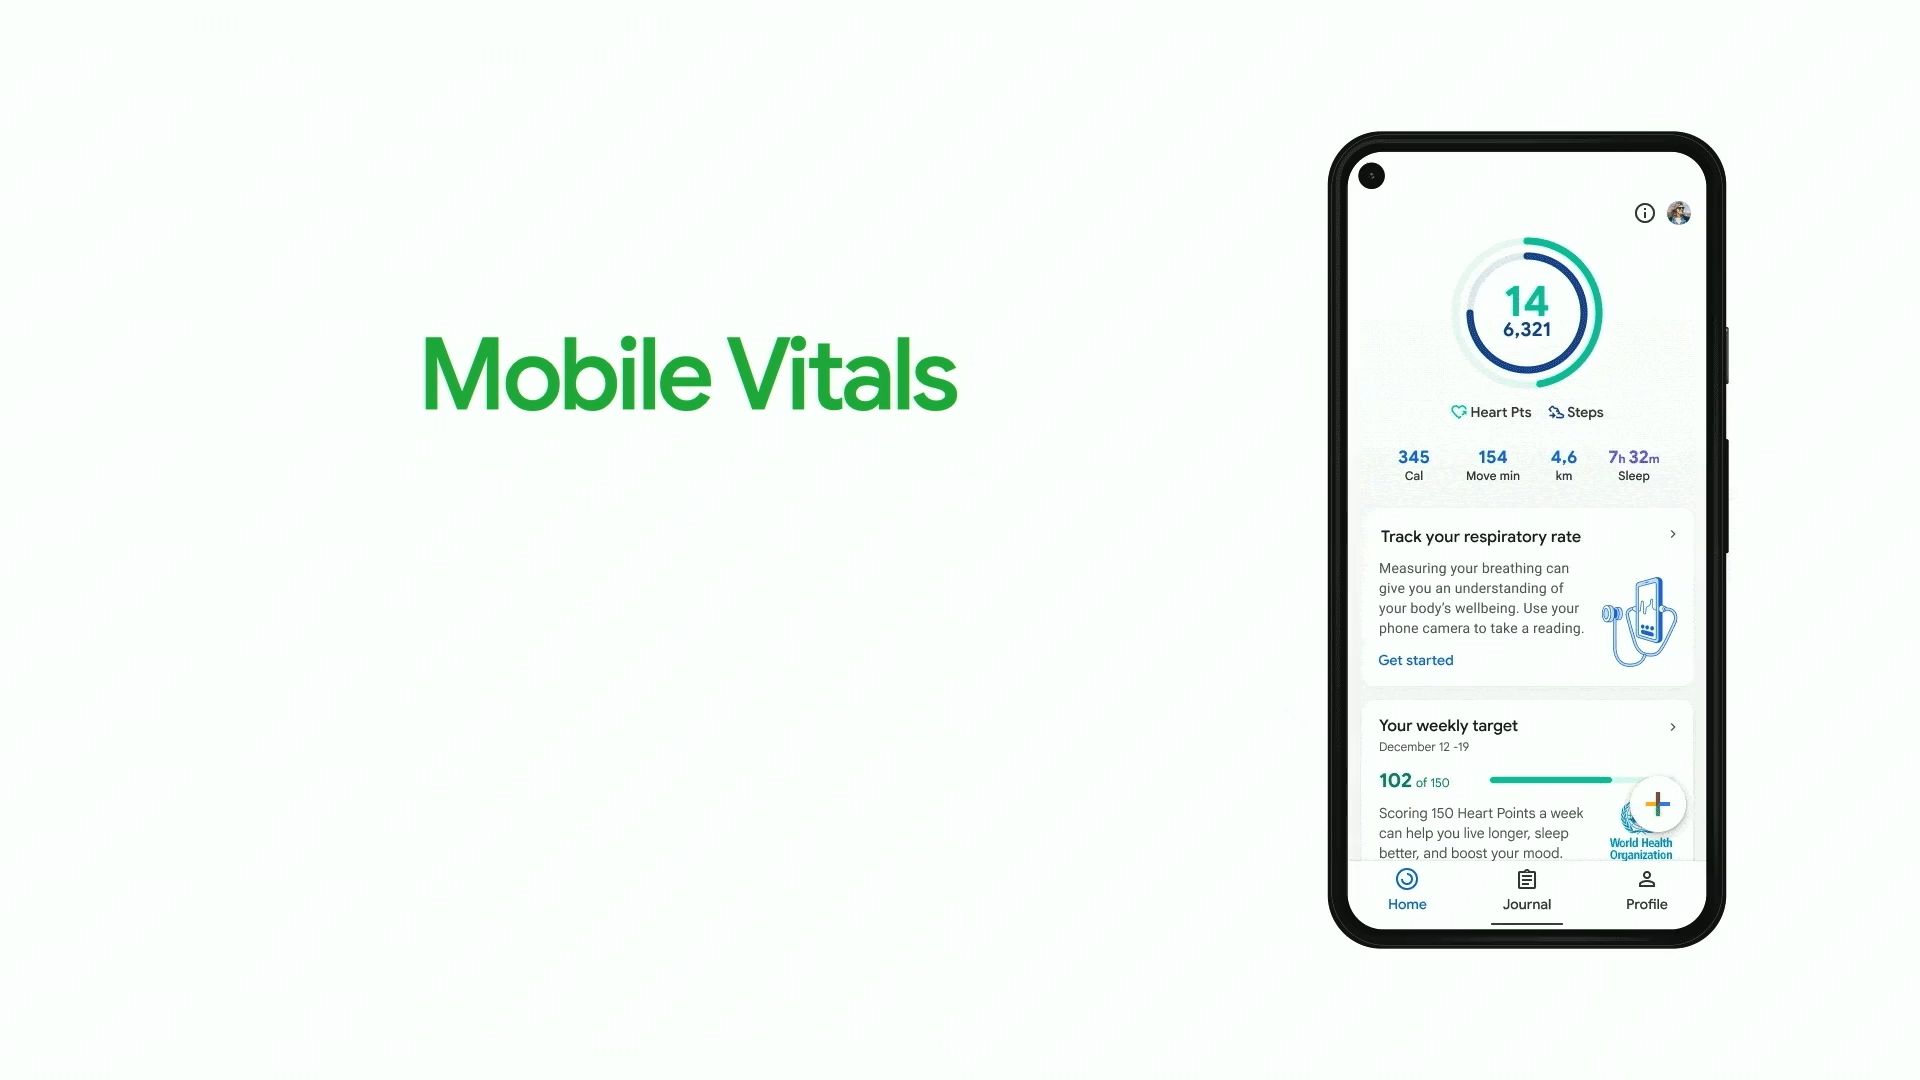 Mobile Vitals
14
6,321
Heart Pts Steps
345 154 4,6 7h 32m
Cal Move min km Sleep
Track your respiratory rate
Measuring your breathing can
give you an understanding of
your body's wellbeing. Use your
phone camera to take a reading.
Get started
Your weekly target
December 12 -19
102 of 150
Scoring 150 Heart Points a week
can help you live longer, sleep
better, and boost your mood.
World Health
Organization
Home Journal Profile